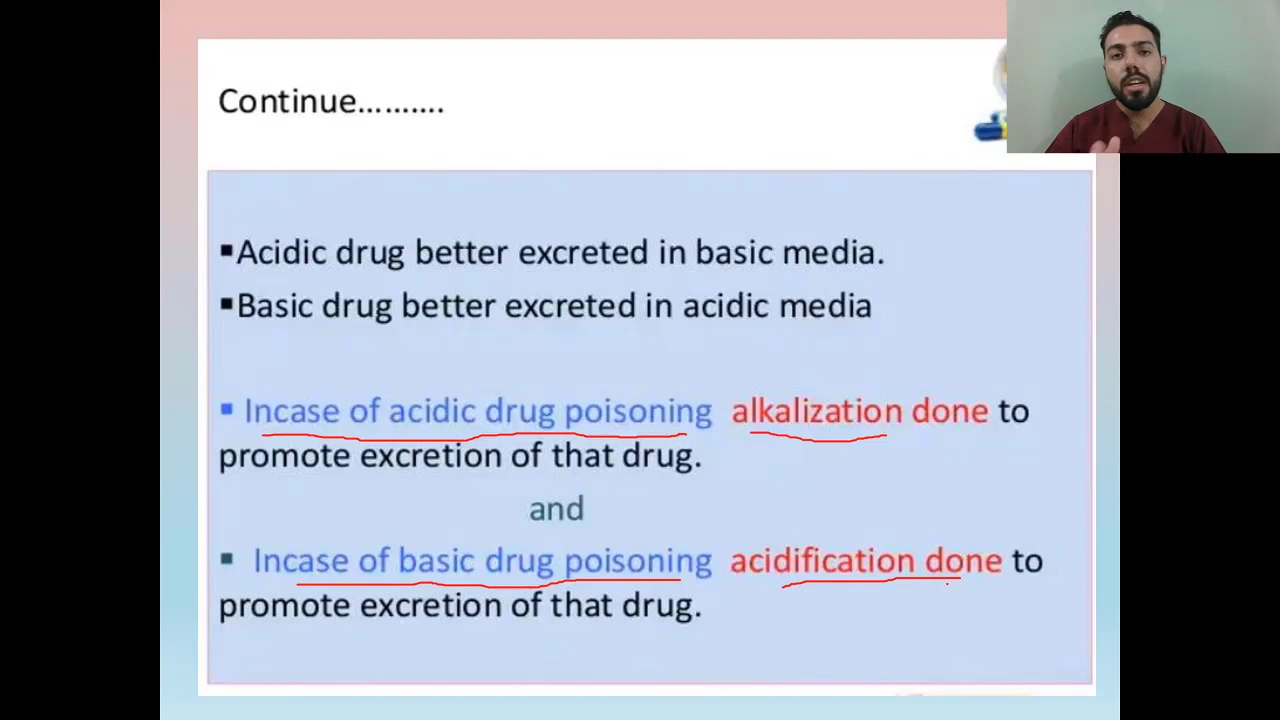 Continue..........
▪Acidic drug better excreted in basic media.
▪Basic drug better excreted in acidic media
▪ Incase of acidic drug poisoning alkalization done to
promote excretion of that drug.
and
▪ Incase of basic drug poisoning acidification done to
promote excretion of that drug.